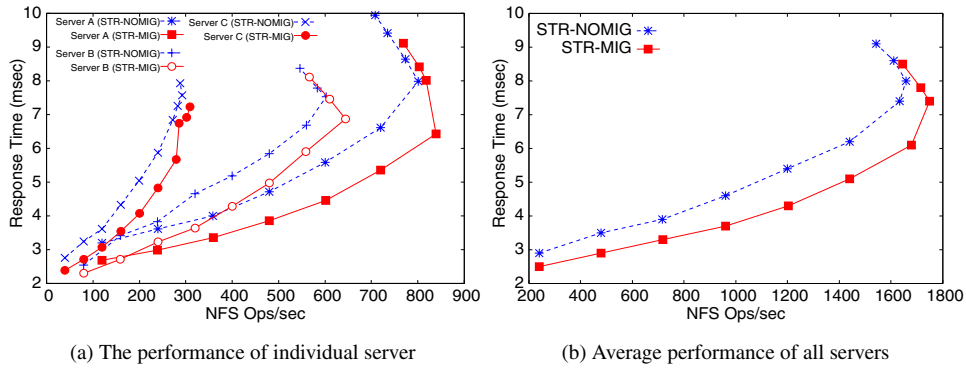 Server A (STR-NOMIG)
Server A (STR-MIG)
Server B (STR-NOMIG)
Server B (STR-MIG)
Server C (STR-NOMIG)
Server C (STR-MIG)
Response Time (msec)
10
9
8
7
6
5
4
3
2
0 100 200 300 400 500 600 700 800 900
NFS Ops/sec
(a) The performance of individual server
STR-NOMIG
STR-MIG
Response Time (msec)
10
9
8
7
6
5
4
3
2
200 400 600 800 1000 1200 1400 1600 1800
NFS Ops/sec
(b) Average performance of all servers